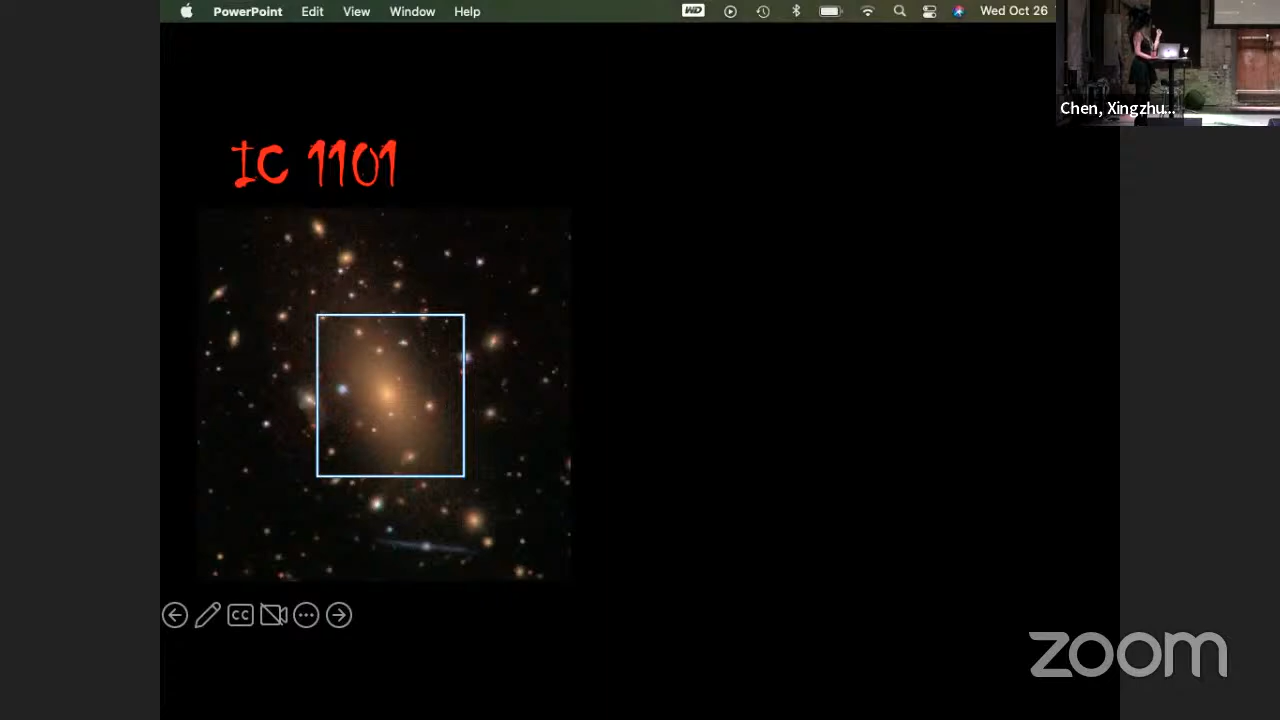 PowerPoint Edit View Window Help WD Wed Oct 26
Chen, Xingzhu...
IC 1101
CC
zoom